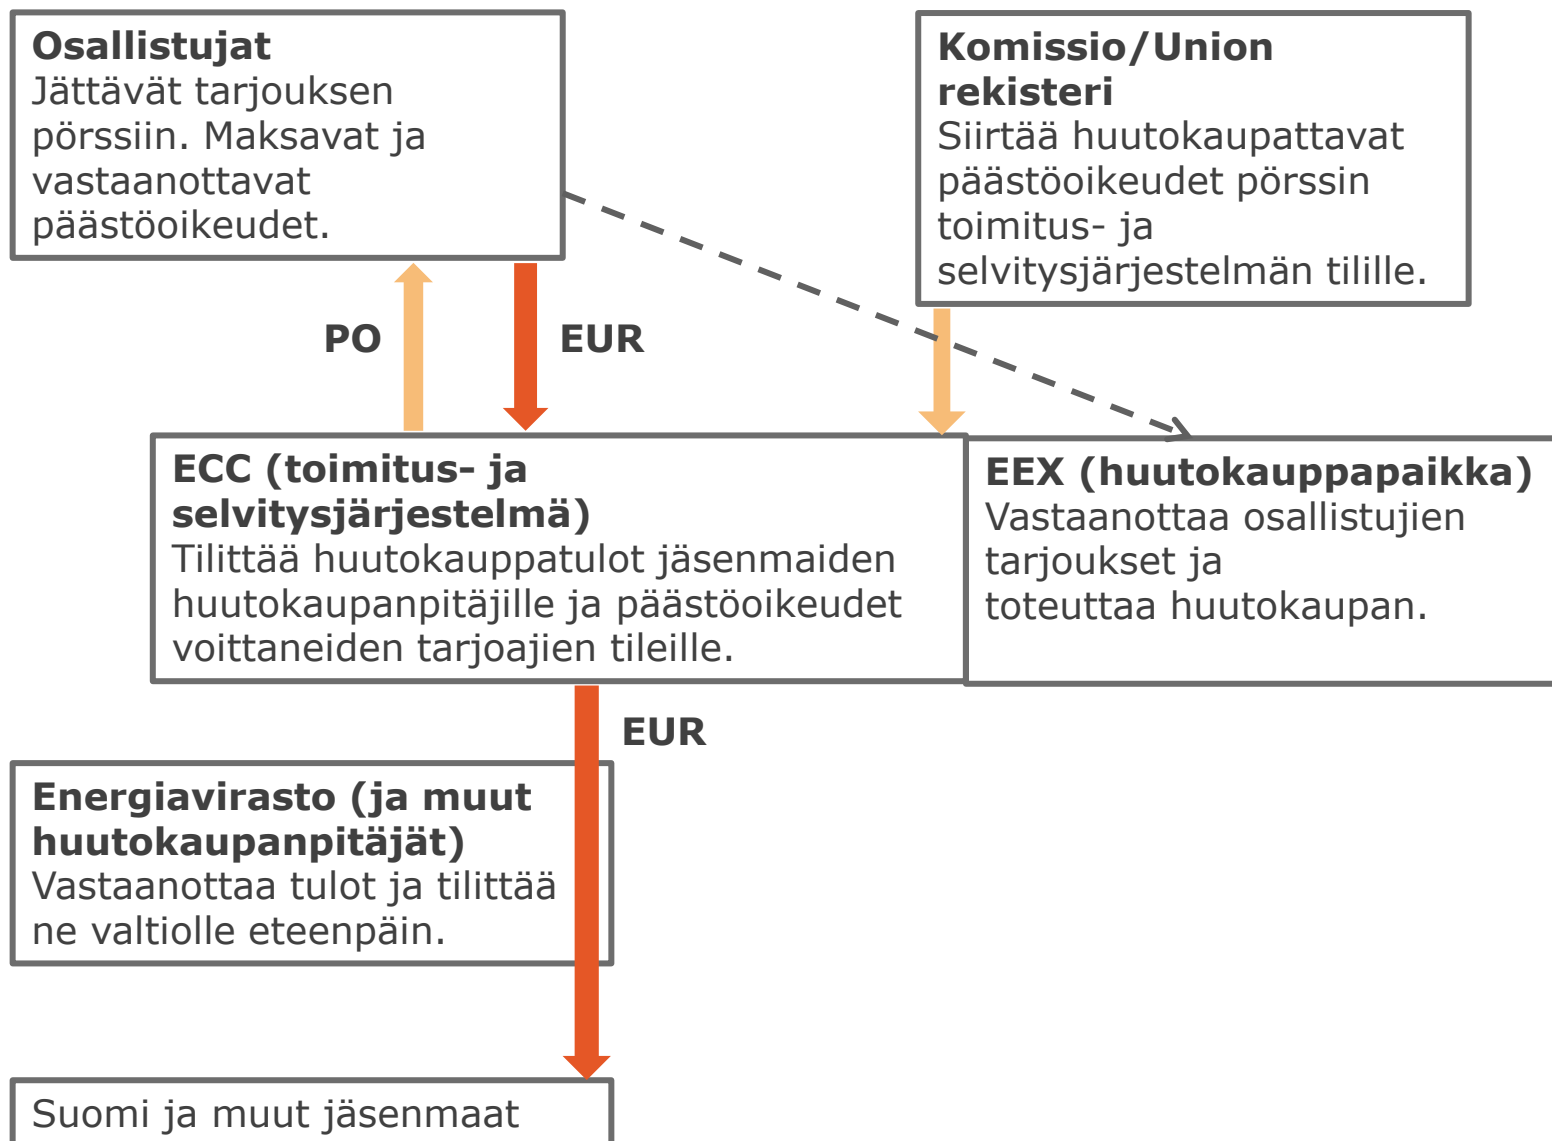 Osallistujat
Jättävät tarjouksen
pörssiin. Maksavat ja
vastaanottavat
päästöoikeudet.
Komissio/Union
rekisteri
Siirtää huutokaupattavat
päästöoikeudet pörssin
toimitus- ja
selvitysjärjestelmän tilille.
PO
EUR
ECC (toimitus- ja
selvitysjärjestelmä)
Tilittää huutokauppatulot jäsenmaiden
huutokaupanpitäjille ja päästöoikeudet
voittaneiden tarjoajien tileille.
EEX (huutokauppapaikka)
Vastaanottaa osallistujien
tarjoukset ja
toteuttaa huutokaupan.
EUR
Energiavirasto (ja muut
huutokaupanpitäjät)
Vastaanottaa tulot ja tilittää
ne valtiolle eteenpäin.
Suomi ja muut jäsenmaat